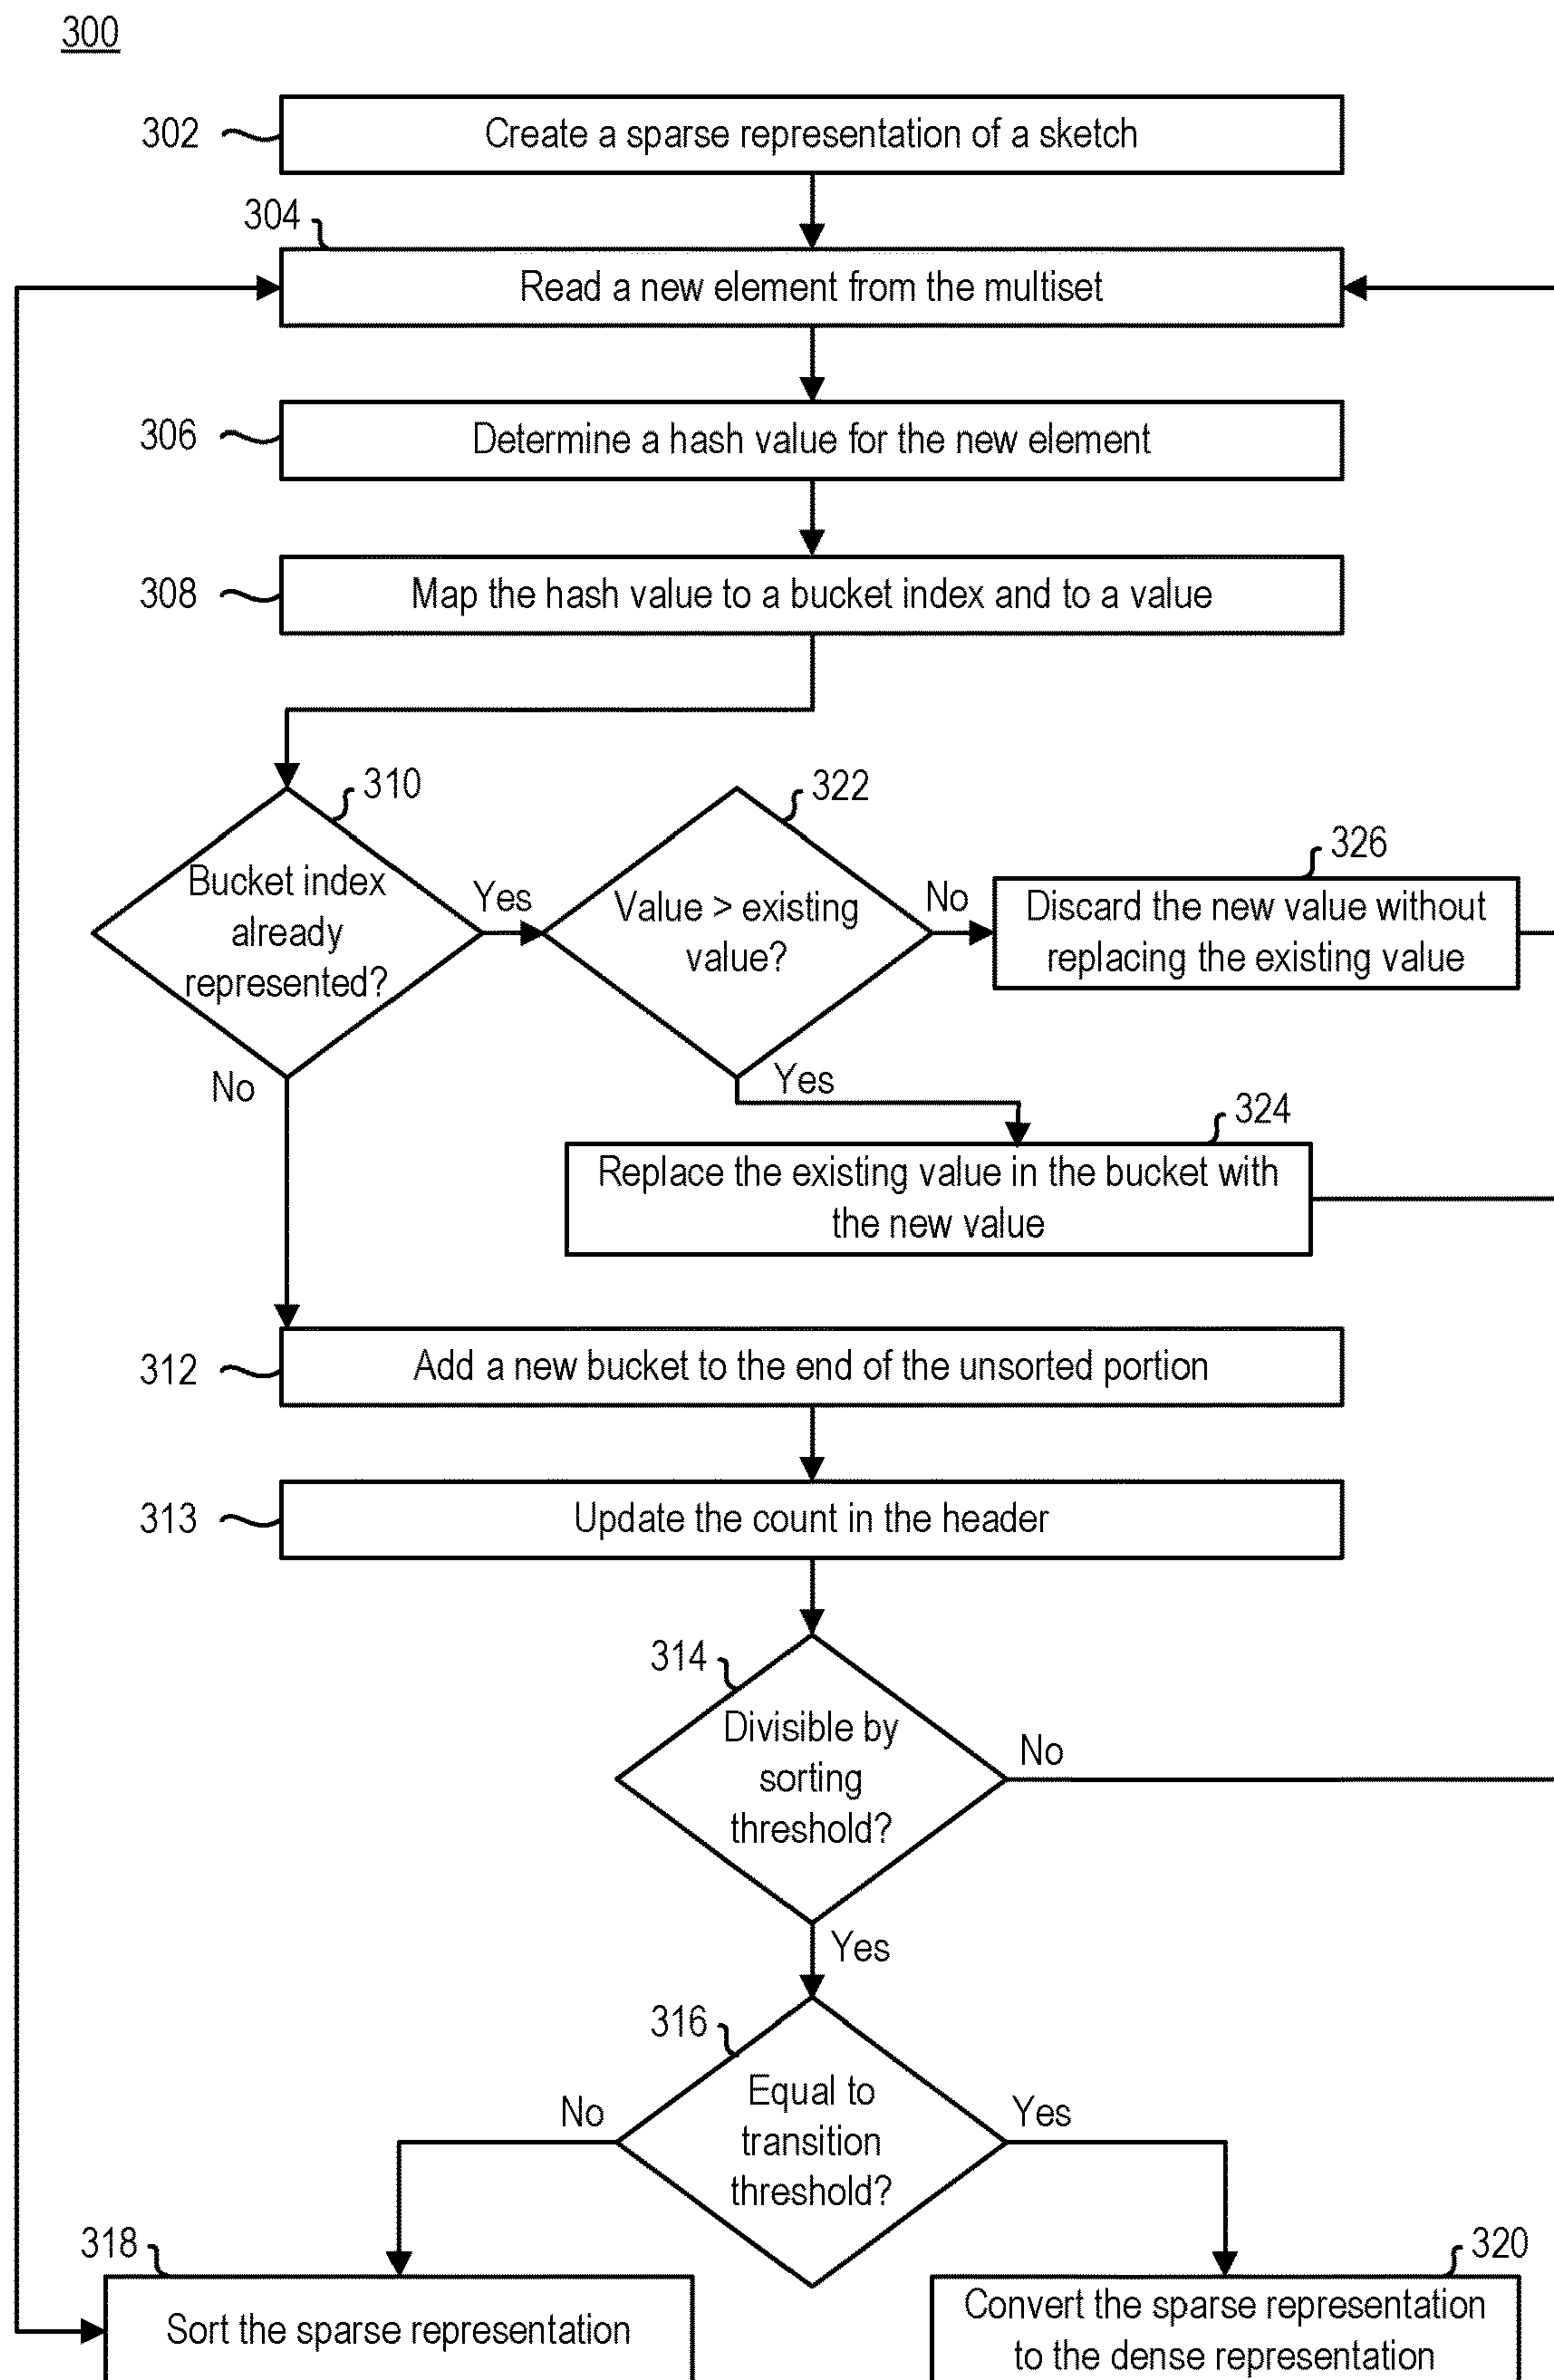 300
302
Create a sparse representation of a sketch
304
Read a new element from the multiset
306
Determine a hash value for the new element
308
Map the hash value to a bucket index and to a value
310
Bucket index
already
represented?
Yes
No
322
Value > existing
value?
No
Yes
326
Discard the new value without
replacing the existing value
324
Replace the existing value in the bucket with
the new value
312
Add a new bucket to the end of the unsorted portion
313
Update the count in the header
314
Divisible by
sorting
threshold?
No
Yes
316
Equal to
transition
threshold?
No
Yes
318
Sort the sparse representation
320
Convert the sparse representation
to the dense representation